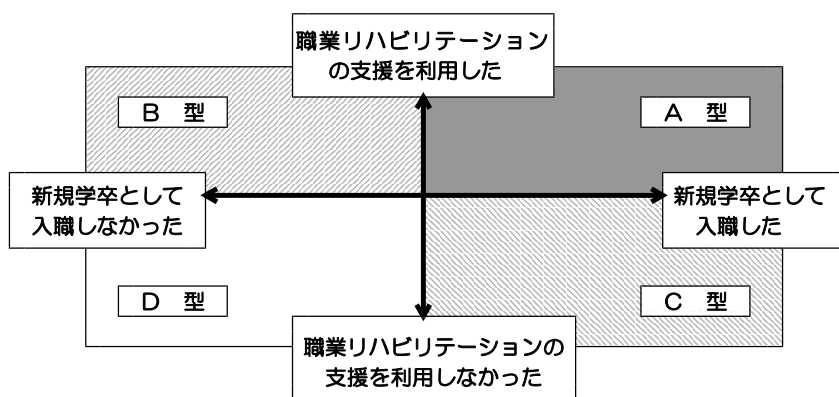 職業リハビリテーション
の支援を利用した
B 型
A 型
新規学卒として
入職しなかった
新規学卒として
入職した
D 型
C 型
職業リハビリテーションの
支援を利用しなかった